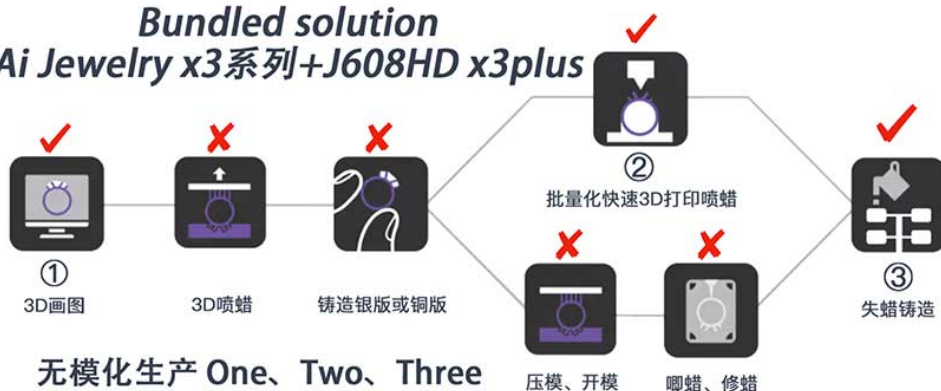 Bundled solution
Ai Jewelry x3系列+J608HD x3plus
①
3D画图
3D喷蜡
铸造银版或铜版
②
批量化快速3D打印喷蜡
压模、开模
唧蜡、修蜡
③
失蜡铸造
无模化生产 One、Two、Three